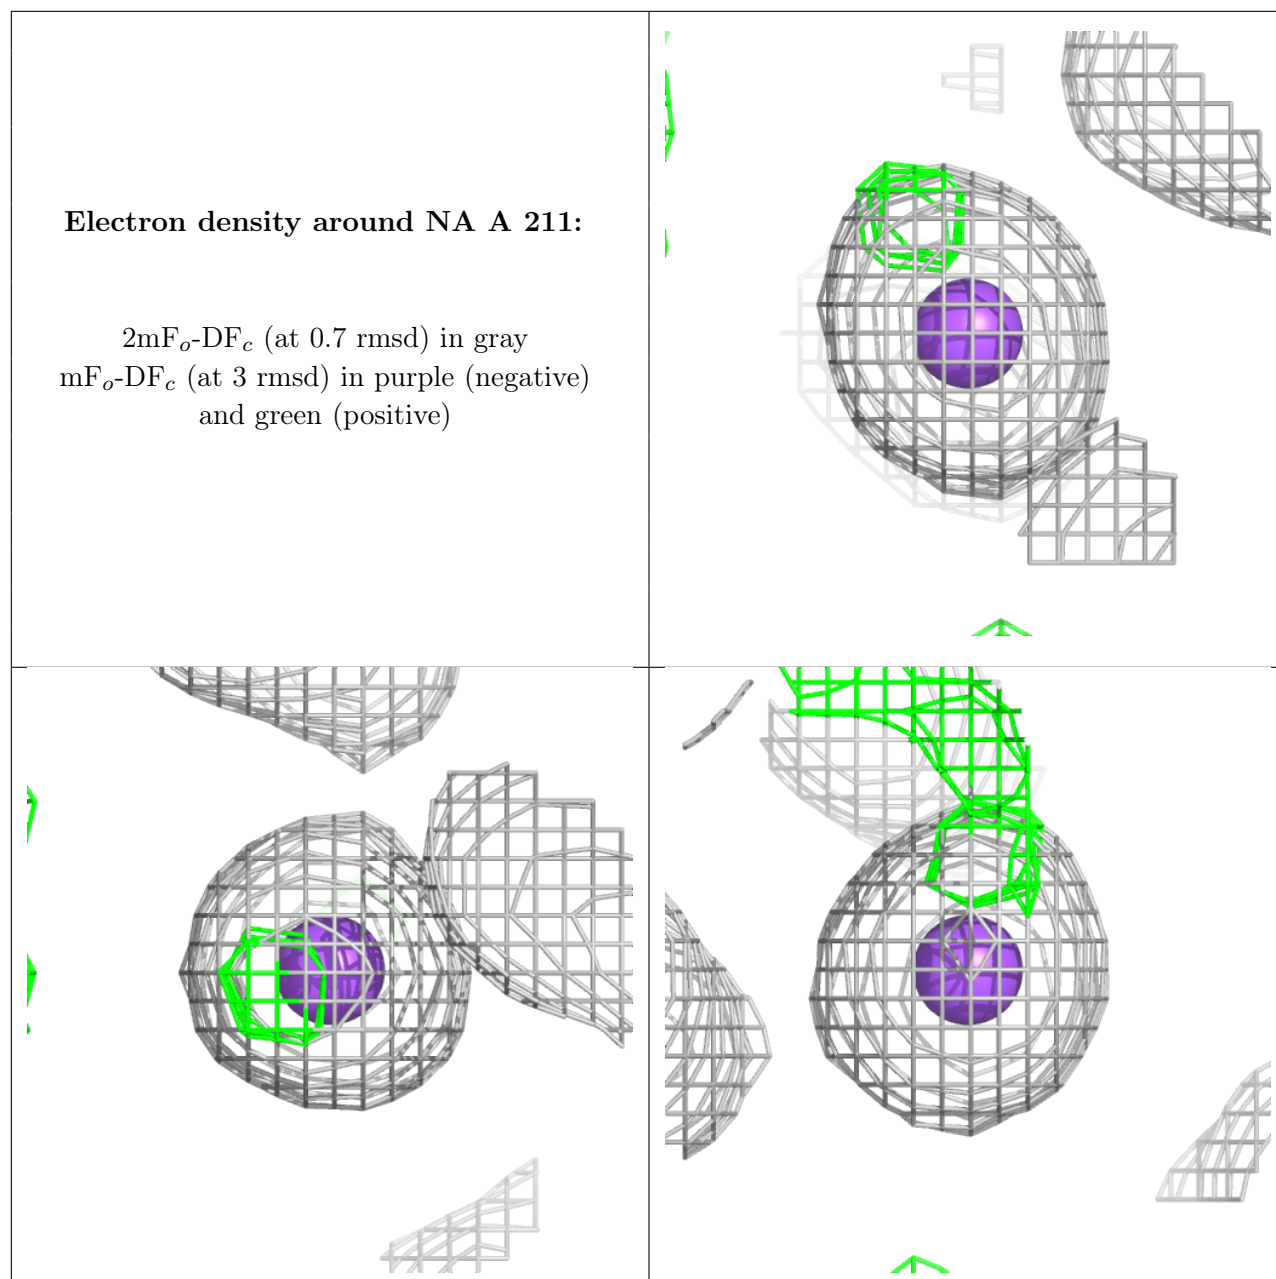 Electron density around NA A 211:
2mFo-DFc (at 0.7 rmsd) in gray
mFo-DFc (at 3 rmsd) in purple (negative)
and green (positive)